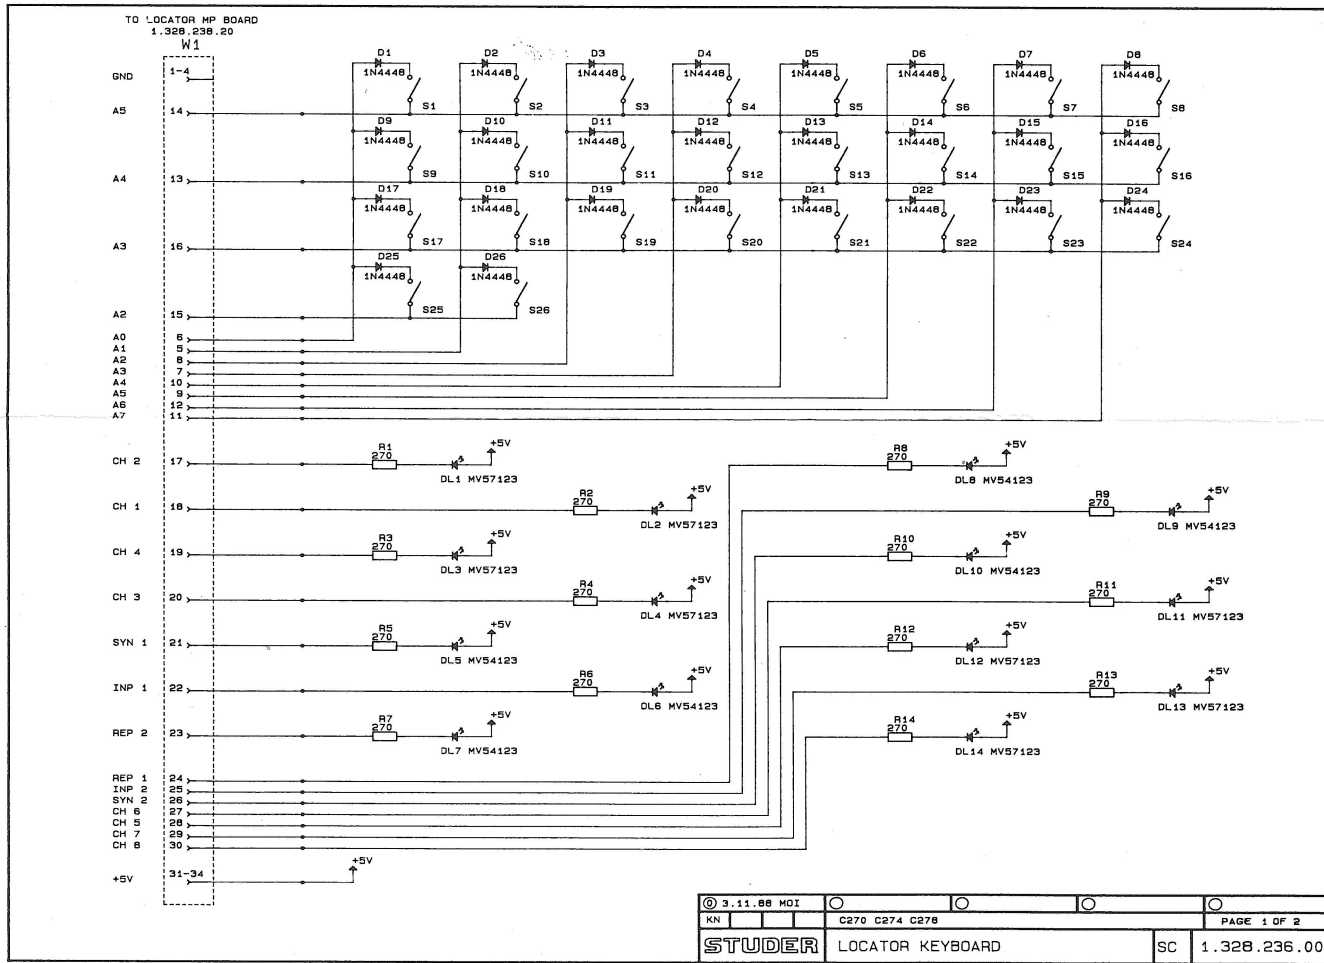 TO LOCATOR MP BOARD
1.328.238.20
W1
GND 1-4
D1 D2 D3 D4 D5 D6 D7 D8
1N4448 1N4448 1N4448 1N4448 1N4448 1N4448 1N4448 1N4448
A5 14 S1 S2 S3 S4 S5 S6 S7 S8
D9 D10 D11 D12 D13 D14 D15 D16
1N4448 1N4448 1N4448 1N4448 1N4448 1N4448 1N4448 1N4448
A4 13 S9 S10 S11 S12 S13 S14 S15 S16
D17 D18 D19 D20 D21 D22 D23 D24
1N4448 1N4448 1N4448 1N4448 1N4448 1N4448 1N4448 1N4448
A3 16 S17 S18 S19 S20 S21 S22 S23 S24
D25 D26
1N4448 1N4448
A2 15 S25 S26
A0 6
A1 5
A2 8
A3 7
A4 10
A5 9
A6 12
A7 11
CH 2 17 R1 270 +5V DL1 MV57123 R8 270 +5V DL8 MV54123
CH 1 18 R2 270 +5V DL2 MV57123 R9 270 +5V DL9 MV54123
CH 4 19 R3 270 +5V DL3 MV57123 R10 270 +5V DL10 MV54123
CH 3 20 R4 270 +5V DL4 MV57123 R11 270 +5V DL11 MV57123
SYN 1 21 R5 270 +5V DL5 MV54123 R12 270 +5V DL12 MV57123
INP 1 22 R6 270 +5V DL6 MV54123 R13 270 +5V DL13 MV57123
REP 2 23 R7 270 +5V DL7 MV54123 R14 270 +5V DL14 MV57123
REP 1 24
INP 2 25
SYN 2 26
CH 6 27
CH 5 28
CH 7 29
CH 8 30
+5V 31-34 +5V
0 3.11.88 MOI
KN C270 C274 C278 PAGE 1 OF 2
STUDER LOCATOR KEYBOARD SC 1.328.236.00